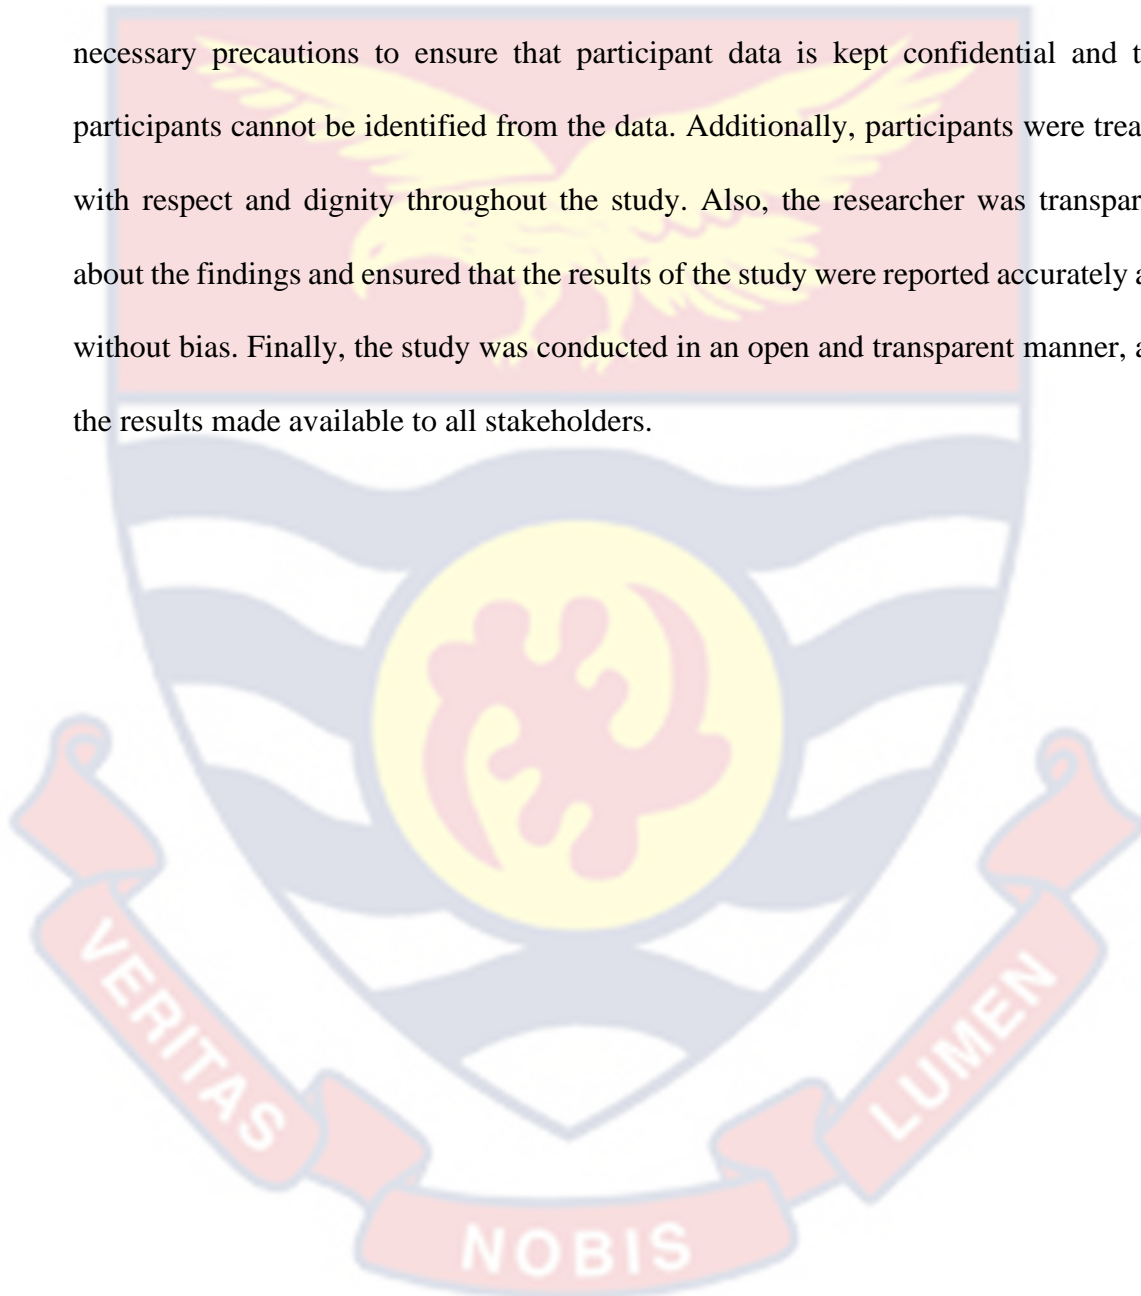 necessary precautions to ensure that participant data is kept confidential and t
participants cannot be identified from the data. Additionally, participants were trea
with respect and dignity throughout the study. Also, the researcher was transpar
about the findings and ensured that the results of the study were reported accurately a
without bias. Finally, the study was conducted in an open and transparent manner, a
the results made available to all stakeholders.
VERITAS
NOBIS
LUMEN